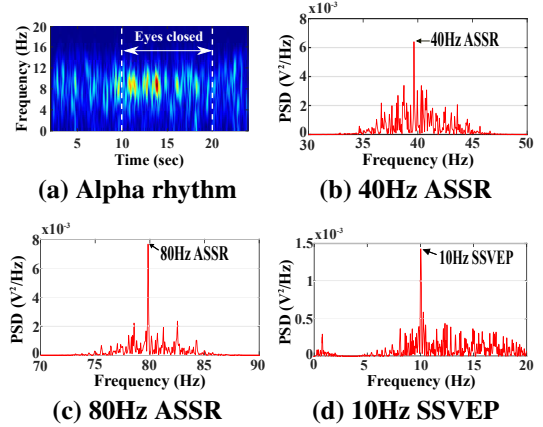 20
16
12
8
4
0
Frequency (Hz)
Eyes closed
5 10 15 20
Time (sec)
(a) Alpha rhythm
×10⁻³
8
6
4
2
0
PSD (V²/Hz)
40Hz ASSR
30 35 40 45 50
Frequency (Hz)
(b) 40Hz ASSR
×10⁻³
8
6
4
2
0
PSD (V²/Hz)
80Hz ASSR
70 75 80 85 90
Frequency (Hz)
(c) 80Hz ASSR
×10⁻³
1.5
1
0.5
0
PSD (V²/Hz)
10Hz SSVEP
0 5 10 15 20
Frequency (Hz)
(d) 10Hz SSVEP